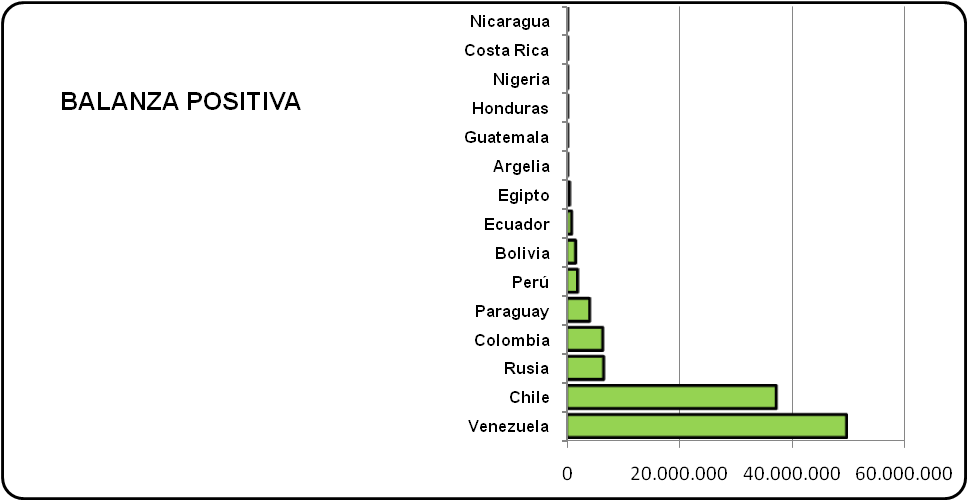 BALANZA POSITIVA
Nicaragua
Costa Rica
Nigeria
Honduras
Guatemala
Argelia
Egipto
Ecuador
Bolivia
Perú
Paraguay
Colombia
Rusia
Chile
Venezuela
0 20.000.000 40.000.000 60.000.000